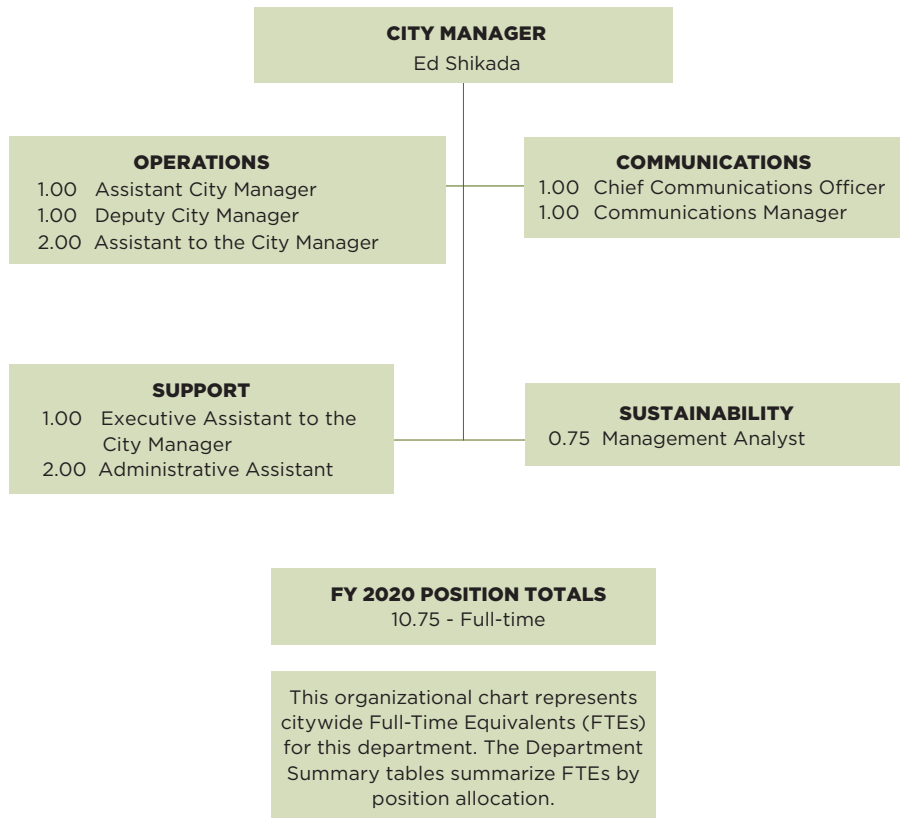 CITY MANAGER
Ed Shikada
OPERATIONS
1.00 Assistant City Manager
1.00 Deputy City Manager
2.00 Assistant to the City Manager
COMMUNICATIONS
1.00 Chief Communications Officer
1.00 Communications Manager
SUPPORT
1.00 Executive Assistant to the
City Manager
2.00 Administrative Assistant
SUSTAINABILITY
0.75 Management Analyst
FY 2020 POSITION TOTALS
10.75 - Full-time
This organizational chart represents
citywide Full-Time Equivalents (FTEs)
for this department. The Department
Summary tables summarize FTEs by
position allocation.